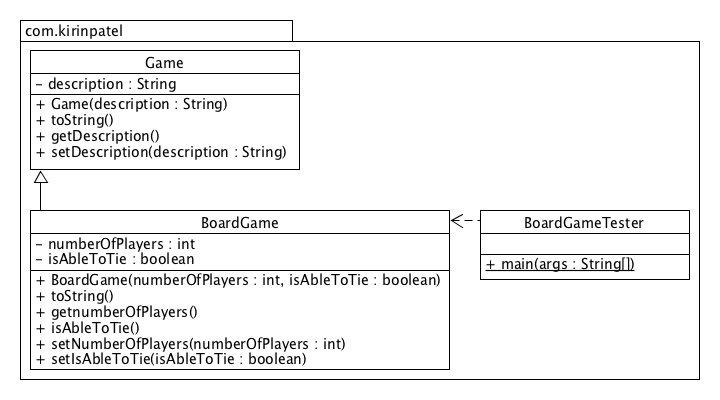 com.kirinpatel
Game
- description : String
+ Game(description : String)
+ toString()
+ getDescription()
+ setDescription(description : String)
BoardGame
- numberOfPlayers : int
- isAbleToTie : boolean
+ BoardGame(numberOfPlayers : int, isAbleToTie : boolean)
+ toString()
+ getnumberOfPlayers()
+ isAbleToTie()
+ setNumberOfPlayers(numberOfPlayers : int)
+ setIsAbleToTie(isAbleToTie : boolean)
BoardGameTester
+ main(args : String[])